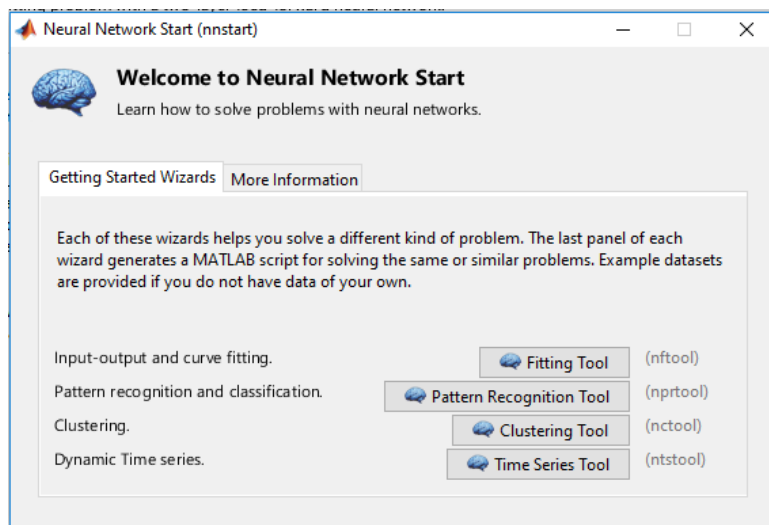 Neural Network Start (nnstart)
Welcome to Neural Network Start
Learn how to solve problems with neural networks.
Getting Started Wizards More Information
Each of these wizards helps you solve a different kind of problem. The last panel of each
wizard generates a MATLAB script for solving the same or similar problems. Example datasets
are provided if you do not have data of your own.
Input-output and curve fitting. Fitting Tool (nftool)
Pattern recognition and classification. Pattern Recognition Tool (nprtool)
Clustering. Clustering Tool (nctool)
Dynamic Time series. Time Series Tool (ntstool)